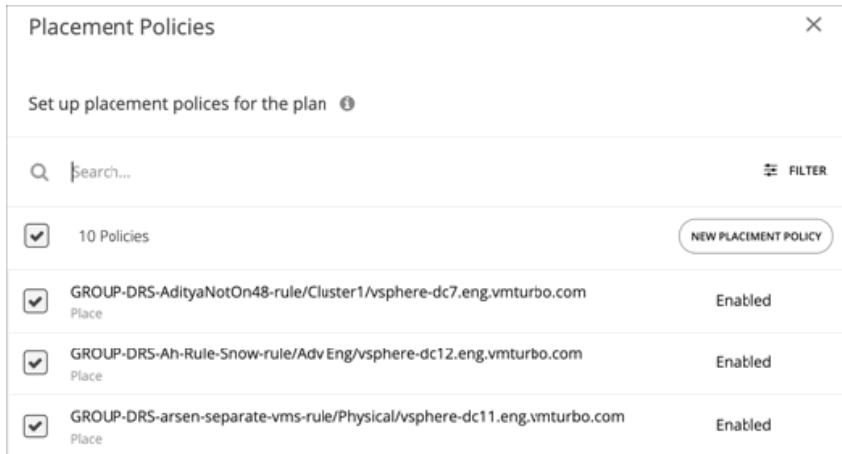 Placement Policies
Set up placement polices for the plan
Search...
FILTER
10 Policies
NEW PLACEMENT POLICY
GROUP-DRS-AdityaNotOn48-rule/Cluster1/vsphere-dc7.eng.vmturbo.com
Enabled
Place
GROUP-DRS-Ah-Rule-Snow-rule/Adv Eng/vsphere-dc12.eng.vmturbo.com
Enabled
Place
GROUP-DRS-arsen-separate-vms-rule/Physical/vsphere-dc11.eng.vmturbo.com
Enabled
Place